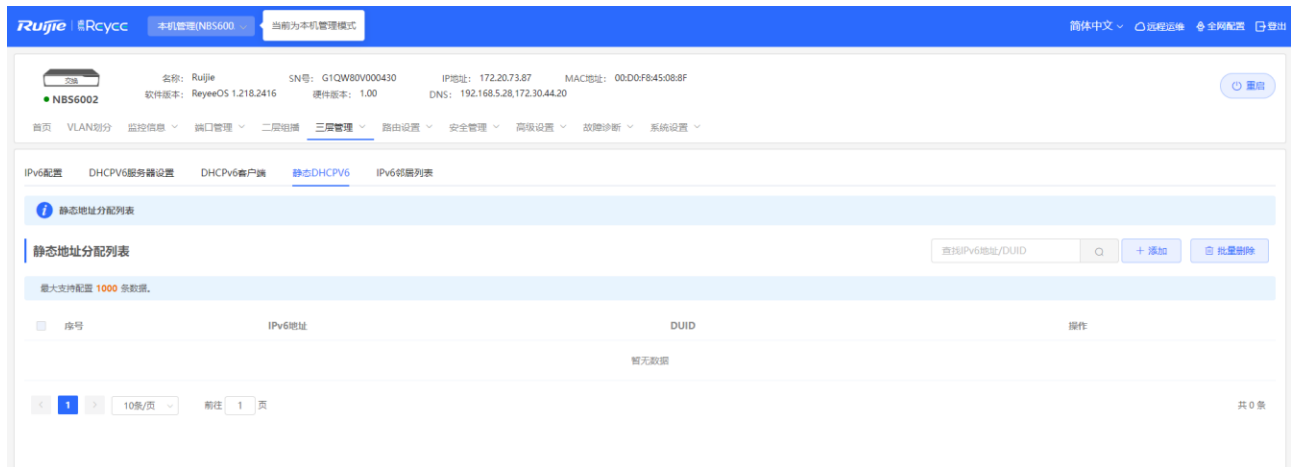 Ruijie Reycc 本机管理(NBS600. 当前为本机管理模式 简体中文 远程运维 全网配置 登出
交换
NBS6002
名称： Ruijie SN号： G1QW80V000430 IP地址： 172.20.73.87 MAC地址： 00:D0:F8:45:08:8F
软件版本： ReyeeOS 1.218.2416 硬件版本： 1.00 DNS： 192.168.5.28,172.30.44.20
重启
首页 VLAN划分 监控信息 端口管理 二层组播 三层管理 路由设置 安全管理 高级设置 故障诊断 系统设置
IPv6配置 DHCPV6服务器设置 DHCPv6客户端 静态DHCPV6 IPv6邻居列表
i 静态地址分配列表
静态地址分配列表 查找IPv6地址/DUID + 添加 批量删除
最大支持配置 1000 条数据。
序号 IPv6地址 DUID 操作
暂无数据
< 1 > 10条/页 前往 1 页 共 0 条